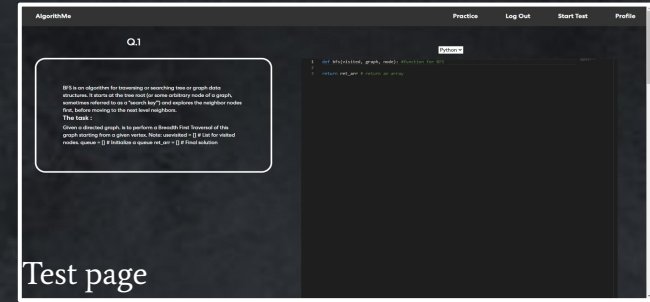 AlgorithMe
Practice Log Out Start Test Profile
Q.1
Python
BFS is an algorithm for traversing or searching tree or graph data
structures. It starts at the tree root (or some arbitrary node of a graph,
sometimes referred to as a "search key") and explores the neighbor nodes
first, before moving to the next level neighbors.
The task :
Given a directed graph. is to perform a Breadth First Traversal of this
graph starting from a given vertex. Note: usevisited = [] # List for visited
nodes. queue = [] # Initialize a queue ret_arr = [] # Final solution
1 def bfs(visited, graph, node): #function for BFS
2
3 return ret_arr # return as array
Test page